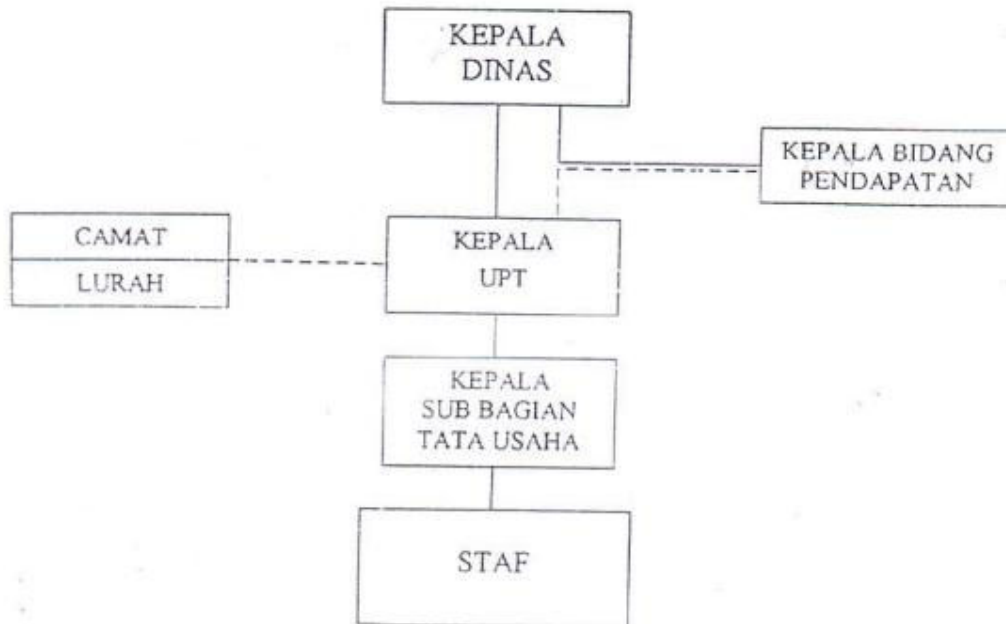 KEPALA
DINAS
KEPALA BIDANG
PENDAPATAN
CAMAT
LURAH
KEPALA
UPT
KEPALA
SUB BAGIAN
TATA USAHA
STAF